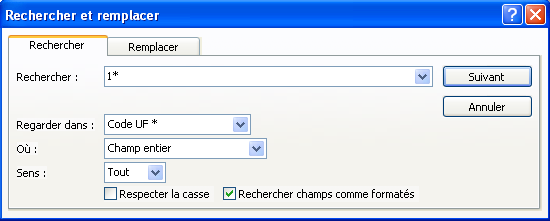 Rechercher et remplacer
Rechercher Remplacer
Rechercher : 1* Suivant
Annuler
Regarder dans : Code UF *
Où : Champ entier
Sens : Tout
Respecter la casse Rechercher champs comme formatés